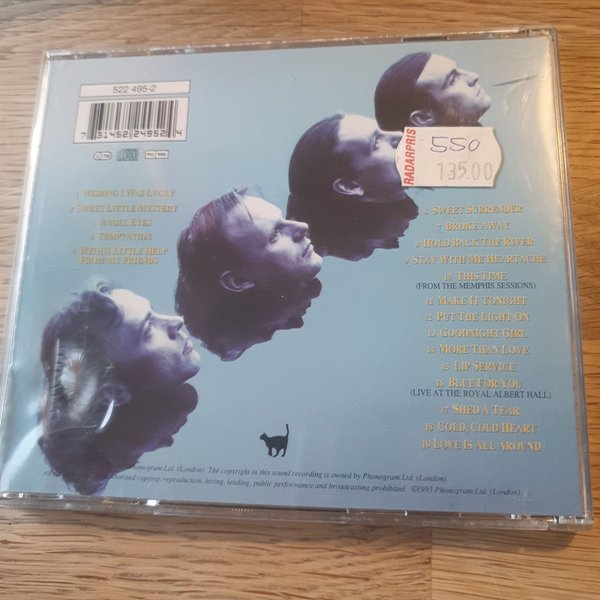 522 495-2
7 31452 24952 4
RADARPRIS
550
135.00
1 WISHING I WAS LUCKY
2 SWEET LITTLE MYSTERY
3 ANGEL EYES
4 TEMPTATION
5 WITH A LITTLE HELP
FROM MY FRIENDS
6 SWEET SURRENDER
7 BROKE AWAY
8 HOLD BACK THE RIVER
9 STAY WITH ME HEARTACHE
10 THIS TIME
(FROM THE MEMPHIS SESSIONS)
11 MAKE IT TONIGHT
12 PUT THE LIGHT ON
13 GOODNIGHT GIRL
14 MORE THAN LOVE
15 LIP SERVICE
16 BLUE FOR YOU
(LIVE AT THE ROYAL ALBERT HALL)
17 SHED A TEAR
18 COLD, COLD HEART
19 LOVE IS ALL AROUND
Phonogram Ltd. (London). The copyright in this sound recording is owned by Phonogram Ltd. (London).
copying, reproduction, hiring, lending, public performance and broadcasting prohibited. ©1993 Phonogram Ltd. (London).